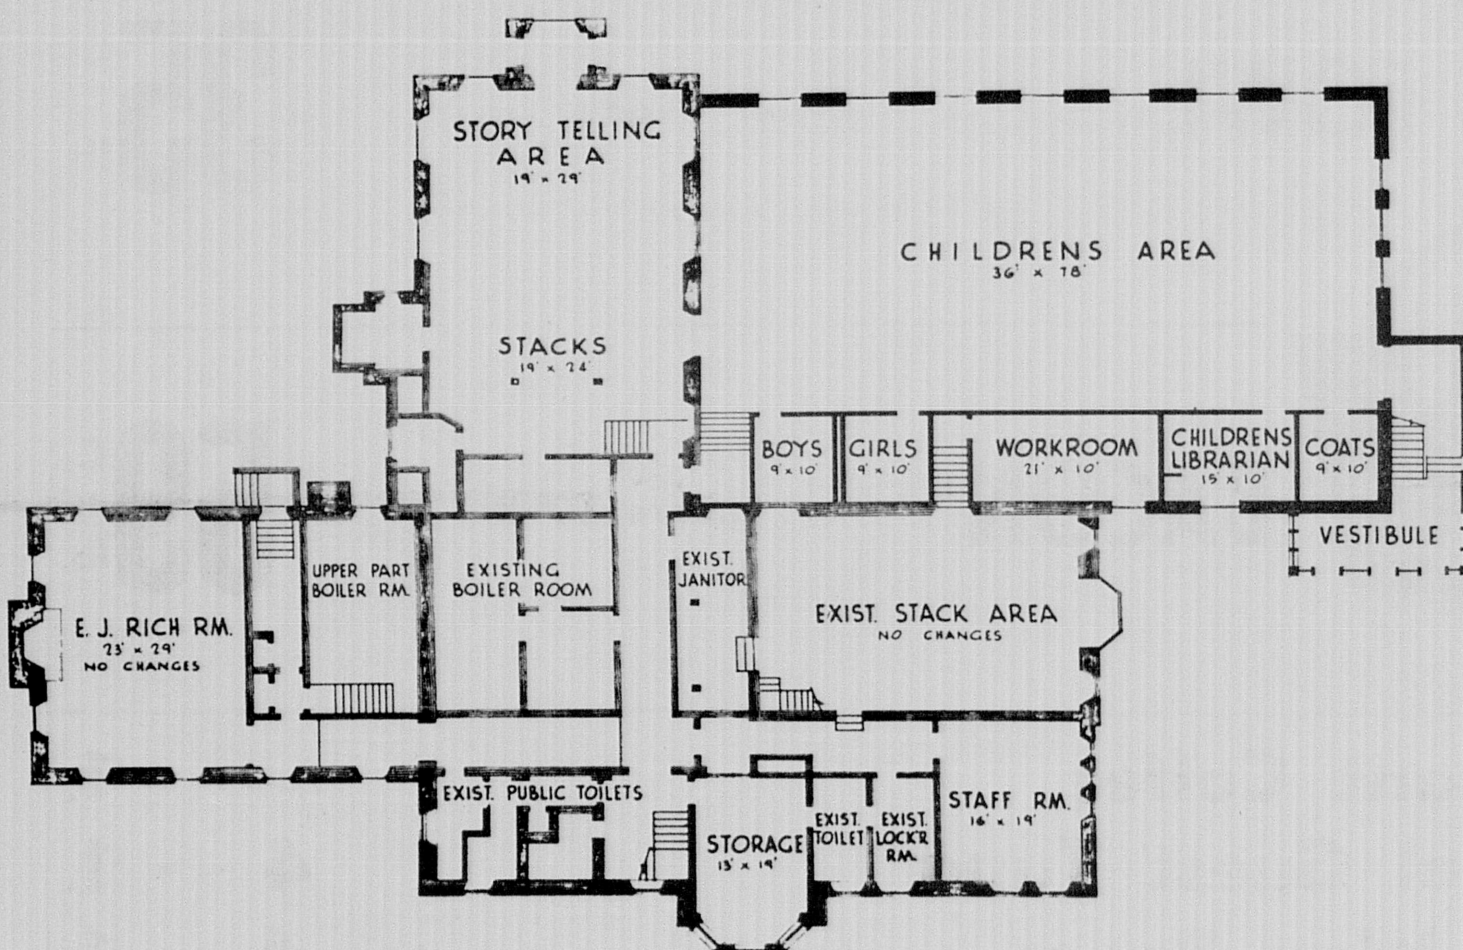 STORY TELLING
AREA
19' x 29'
CHILDRENS AREA
36' x 78'
STACKS
19' x 24'
BOYS
9' x 10'
GIRLS
9' x 10'
WORKROOM
21' x 10'
CHILDRENS
LIBRARIAN
15' x 10'
COATS
9' x 10'
VESTIBULE
E. J. RICH RM.
23' x 29'
NO CHANGES
UPPER PART
BOILER RM.
EXISTING
BOILER ROOM
EXIST.
JANITOR
EXIST. STACK AREA
NO CHANGES
EXIST. PUBLIC TOILETS
STORAGE
13' x 19'
EXIST.
TOILET
EXIST.
LOCK'R
RM.
STAFF RM.
16' x 19'